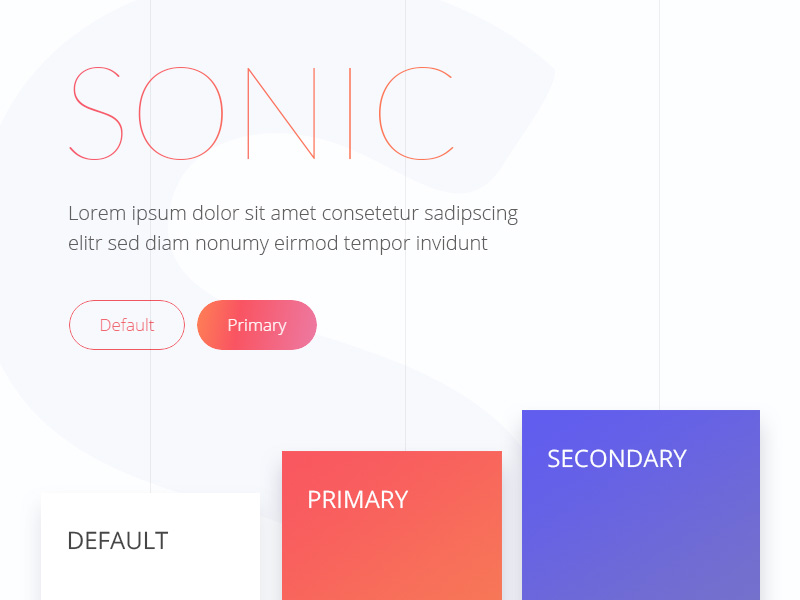 SONIC
Lorem ipsum dolor sit amet consetetur sadipscing
elitr sed diam nonumy eirmod tempor invidunt
Default
Primary
SECONDARY
PRIMARY
DEFAULT